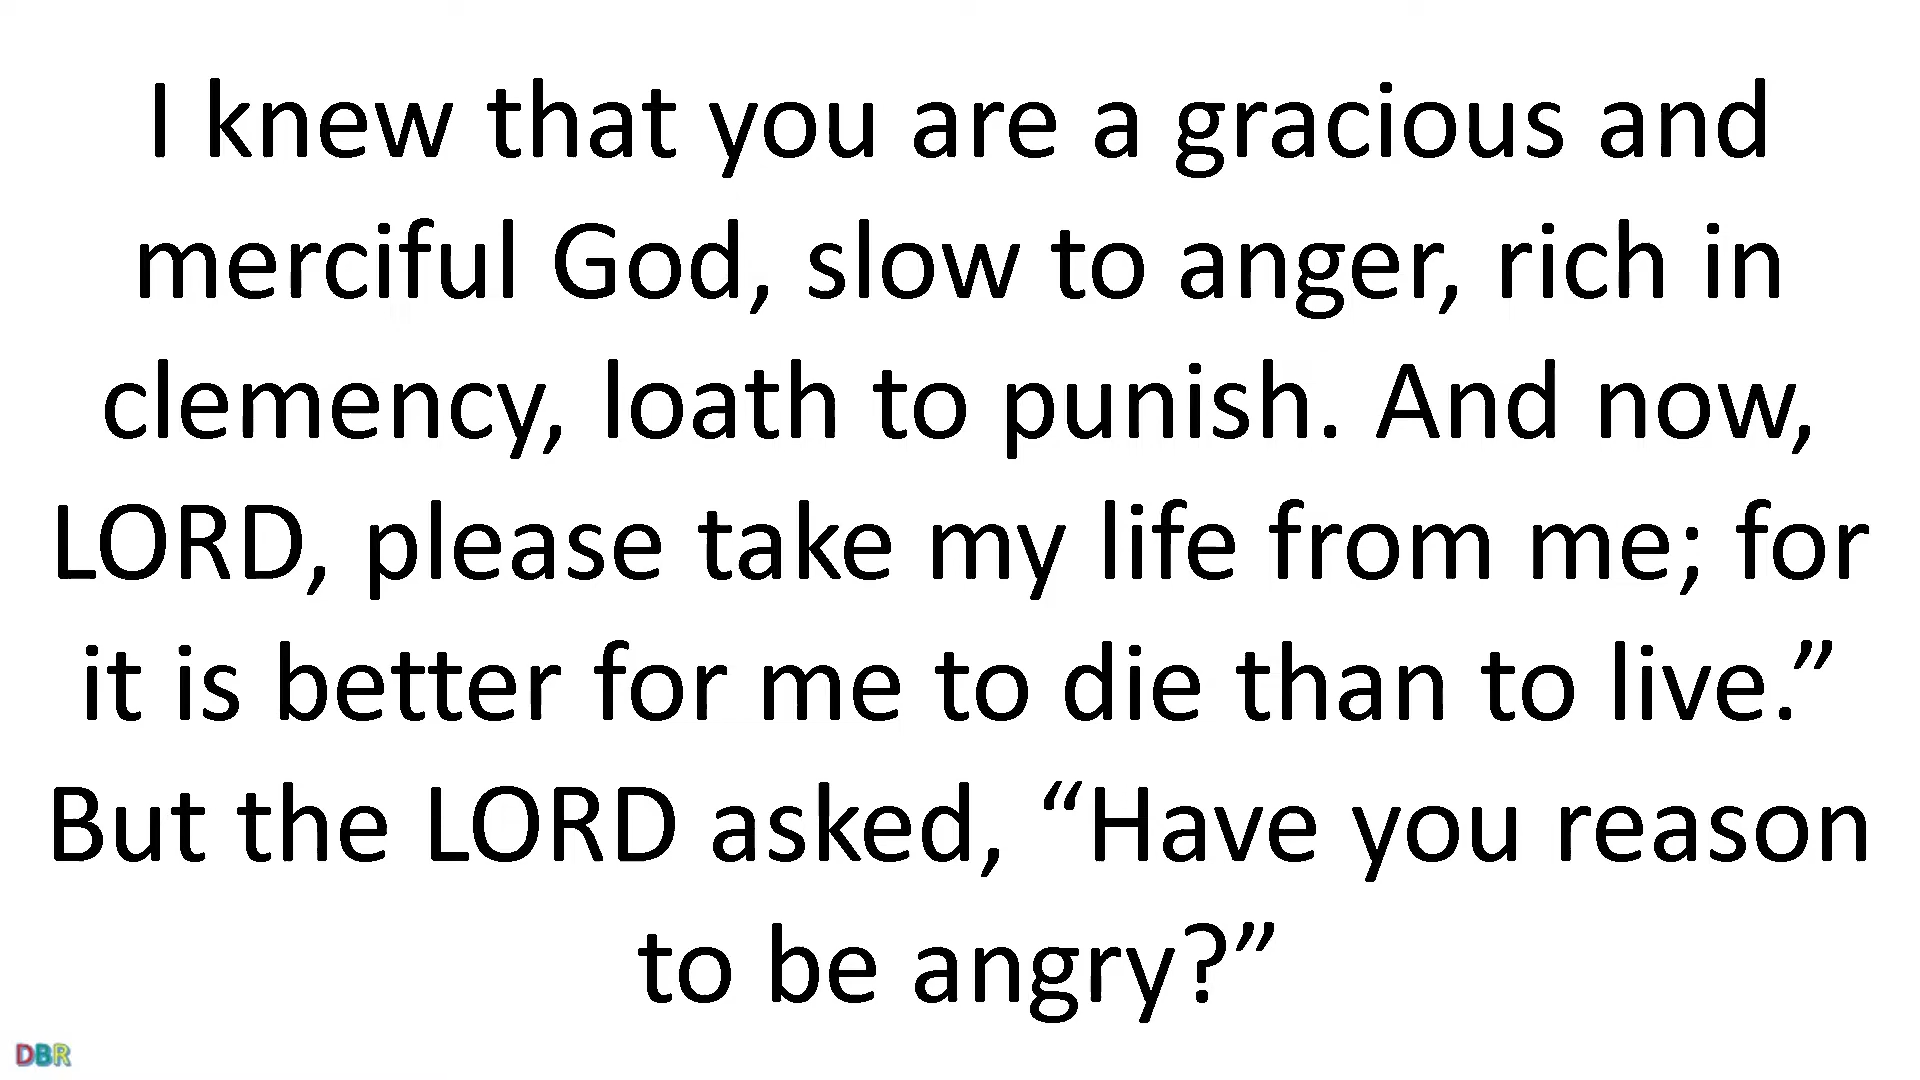 I knew that you are a gracious and
merciful God, slow to anger, rich in
clemency, loath to punish. And now,
LORD, please take my life from me; for
it is better for me to die than to live.”
But the LORD asked, “Have you reason
to be angry?”
DBR